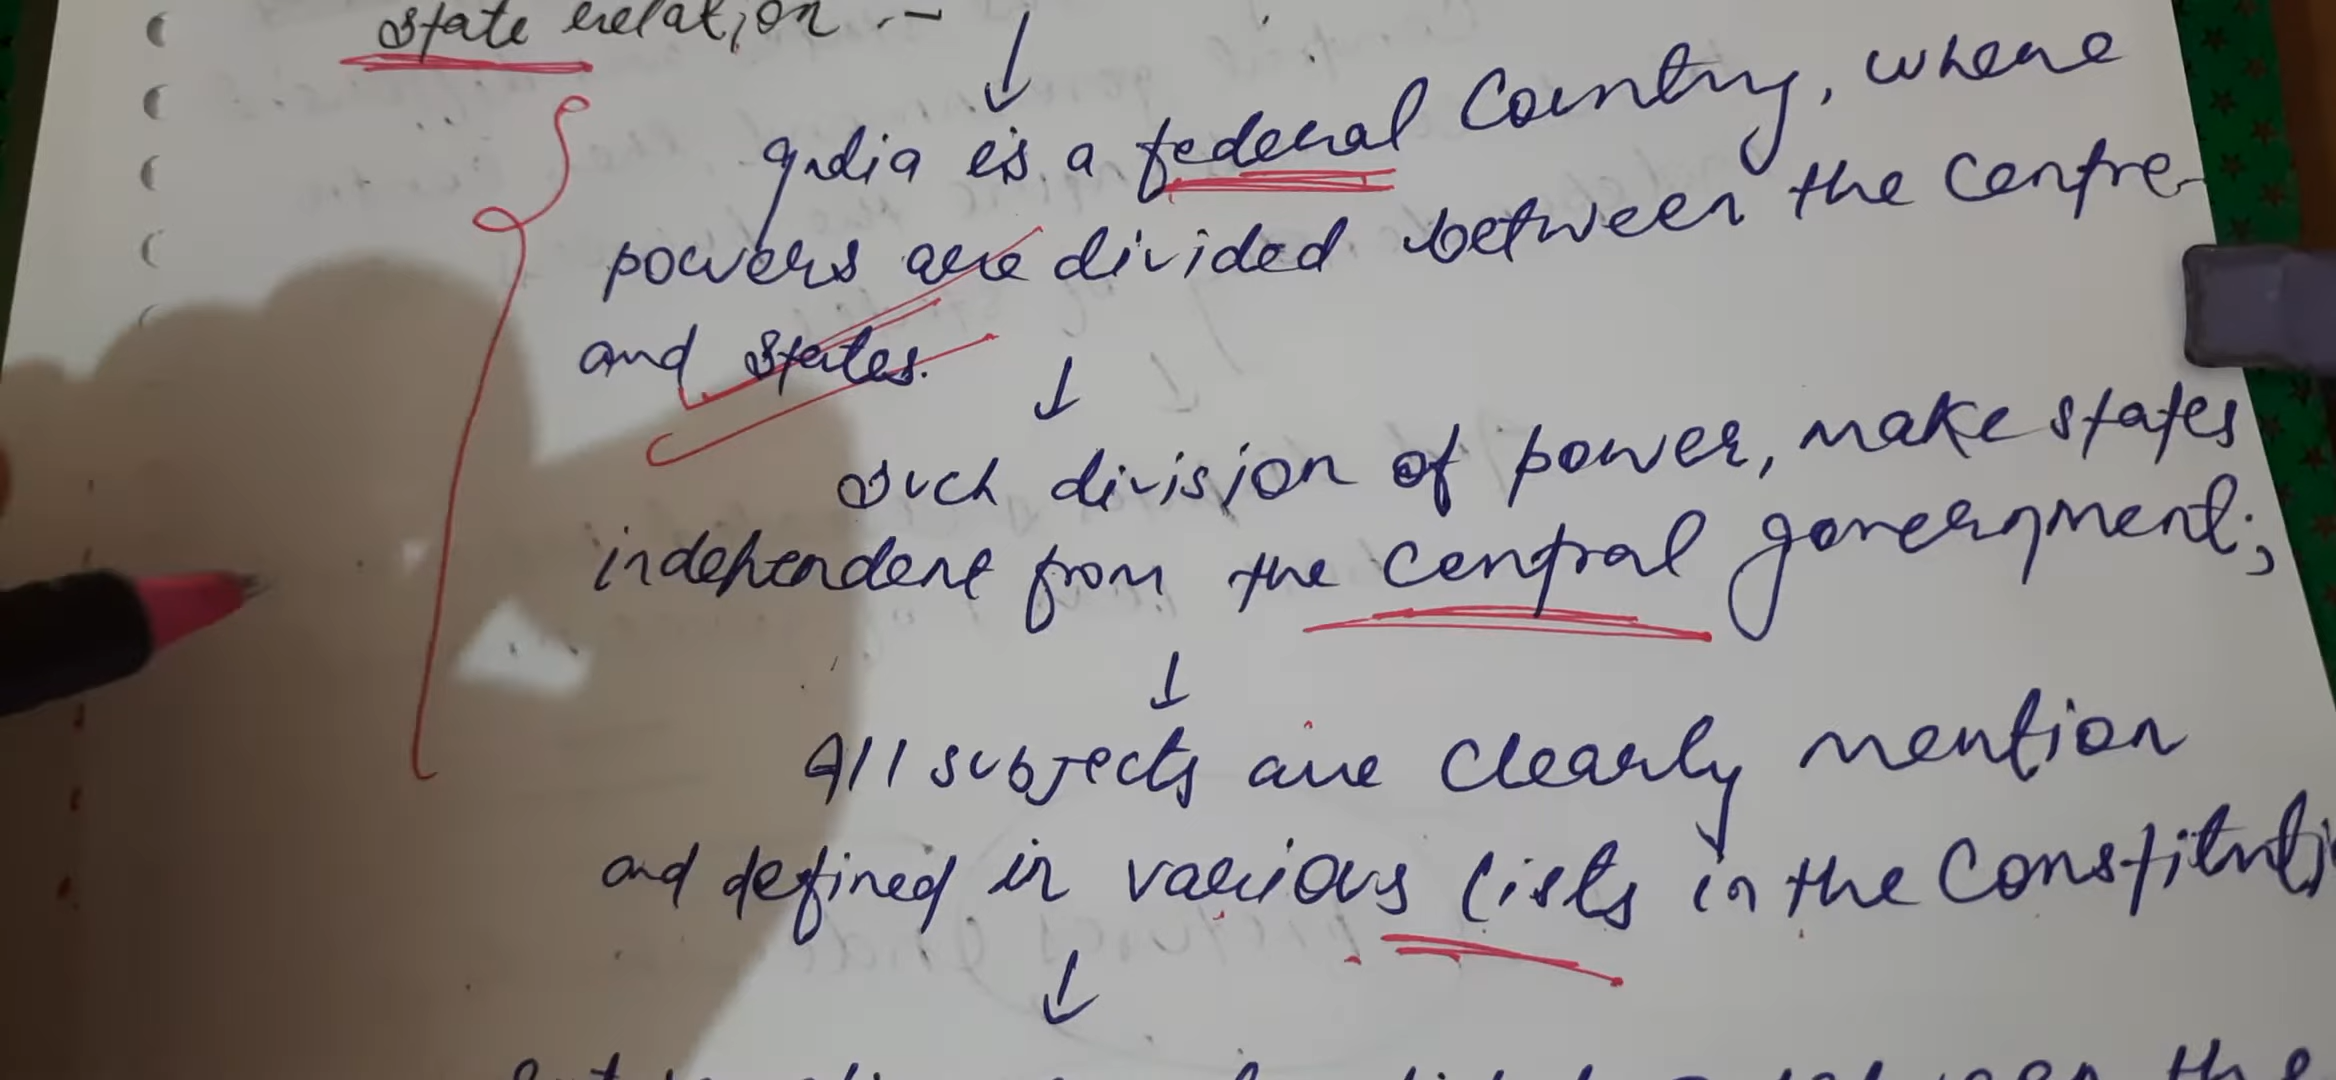 state relation :-
↓
India is a federal Country, where
powers are divided between the Centre
and states.
↓
Such division of power, make states
independent from the central government;
↓
All subjects are clearly mention
and defined in various lists in the Constituti
↓
the